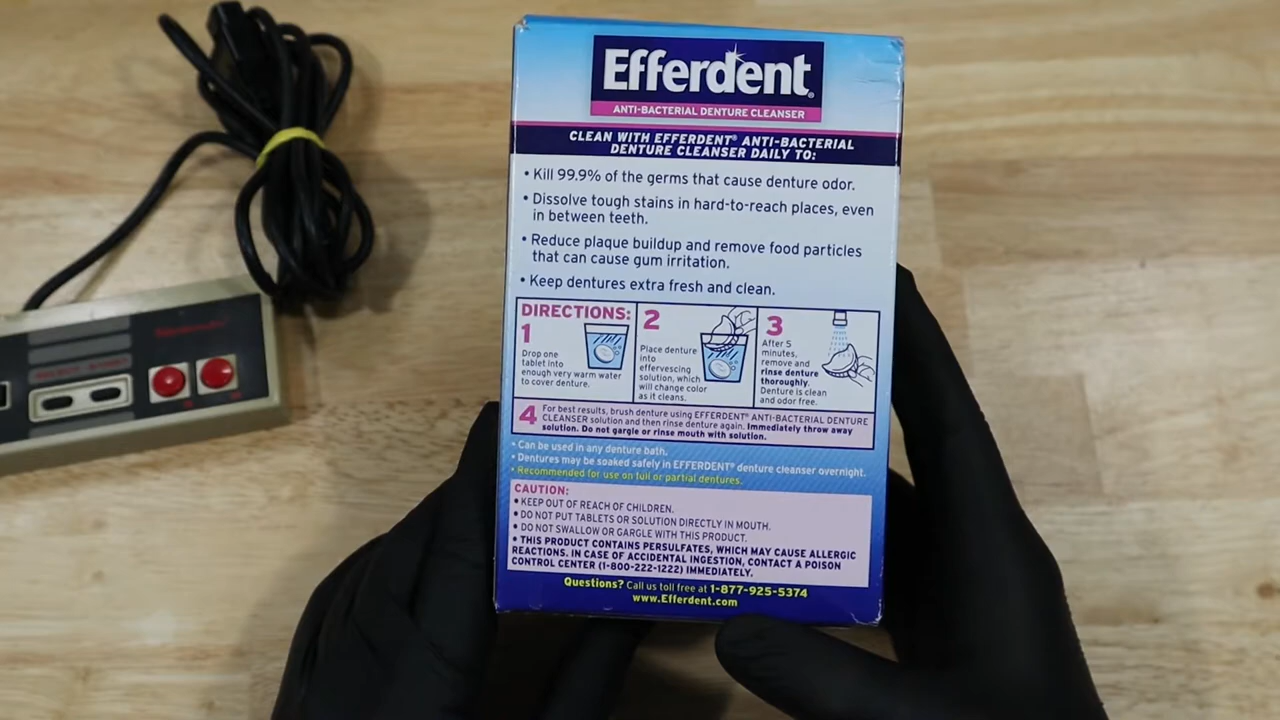 Efferdent®
ANTI-BACTERIAL DENTURE CLEANSER
CLEAN WITH EFFERDENT® ANTI-BACTERIAL
DENTURE CLEANSER DAILY TO:
• Kill 99.9% of the germs that cause denture odor.
• Dissolve tough stains in hard-to-reach places, even
in between teeth.
• Reduce plaque buildup and remove food particles
that can cause gum irritation.
• Keep dentures extra fresh and clean.
DIRECTIONS:
1
Drop one
tablet into
enough very warm water
to cover denture.
2
Place denture
into
effervescing
solution, which
will change color
as it cleans.
3
After 5
minutes,
remove and
rinse denture
thoroughly.
Denture is clean
and odor free.
4
For best results, brush denture using EFFERDENT® ANTI-BACTERIAL DENTURE
CLEANSER solution and then rinse denture again. Immediately throw away
solution. Do not gargle or rinse mouth with solution.
• Can be used in any denture bath.
• Dentures may be soaked safely in EFFERDENT® denture cleanser overnight.
• Recommended for use on full or partial dentures.
CAUTION:
• KEEP OUT OF REACH OF CHILDREN.
• DO NOT PUT TABLETS OR SOLUTION DIRECTLY IN MOUTH.
• DO NOT SWALLOW OR GARGLE WITH THIS PRODUCT.
• THIS PRODUCT CONTAINS PERSULFATES, WHICH MAY CAUSE ALLERGIC
REACTIONS. IN CASE OF ACCIDENTAL INGESTION, CONTACT A POISON
CONTROL CENTER (1-800-222-1222) IMMEDIATELY.
Questions? Call us toll free at 1-877-925-5374
www.Efferdent.com
Nintendo